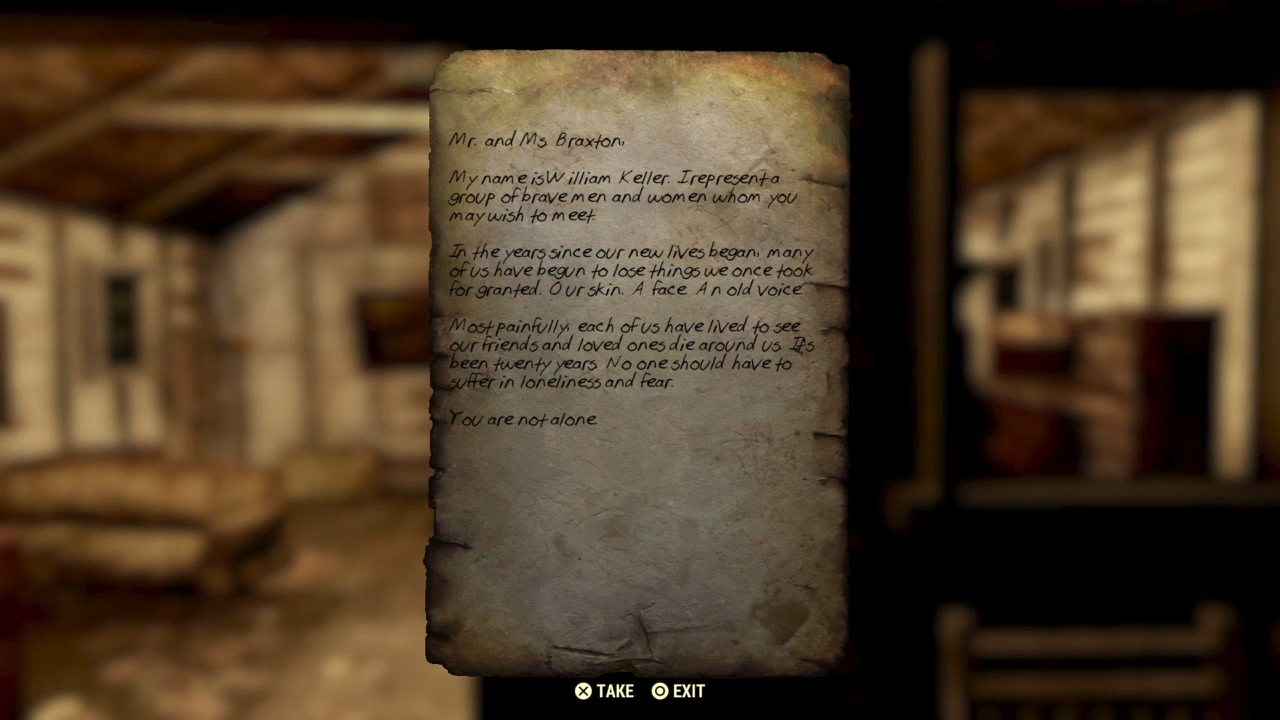 Mr. and Ms. Braxton,
My name is William Keller. I represent a
group of brave men and women whom you
may wish to meet.
In the years since our new lives began, many
of us have begun to lose things we once took
for granted. Our skin. A face. An old voice.
Most painfully, each of us have lived to see
our friends and loved ones die around us. It's
been twenty years. No one should have to
suffer in loneliness and fear.
You are not alone
TAKE EXIT